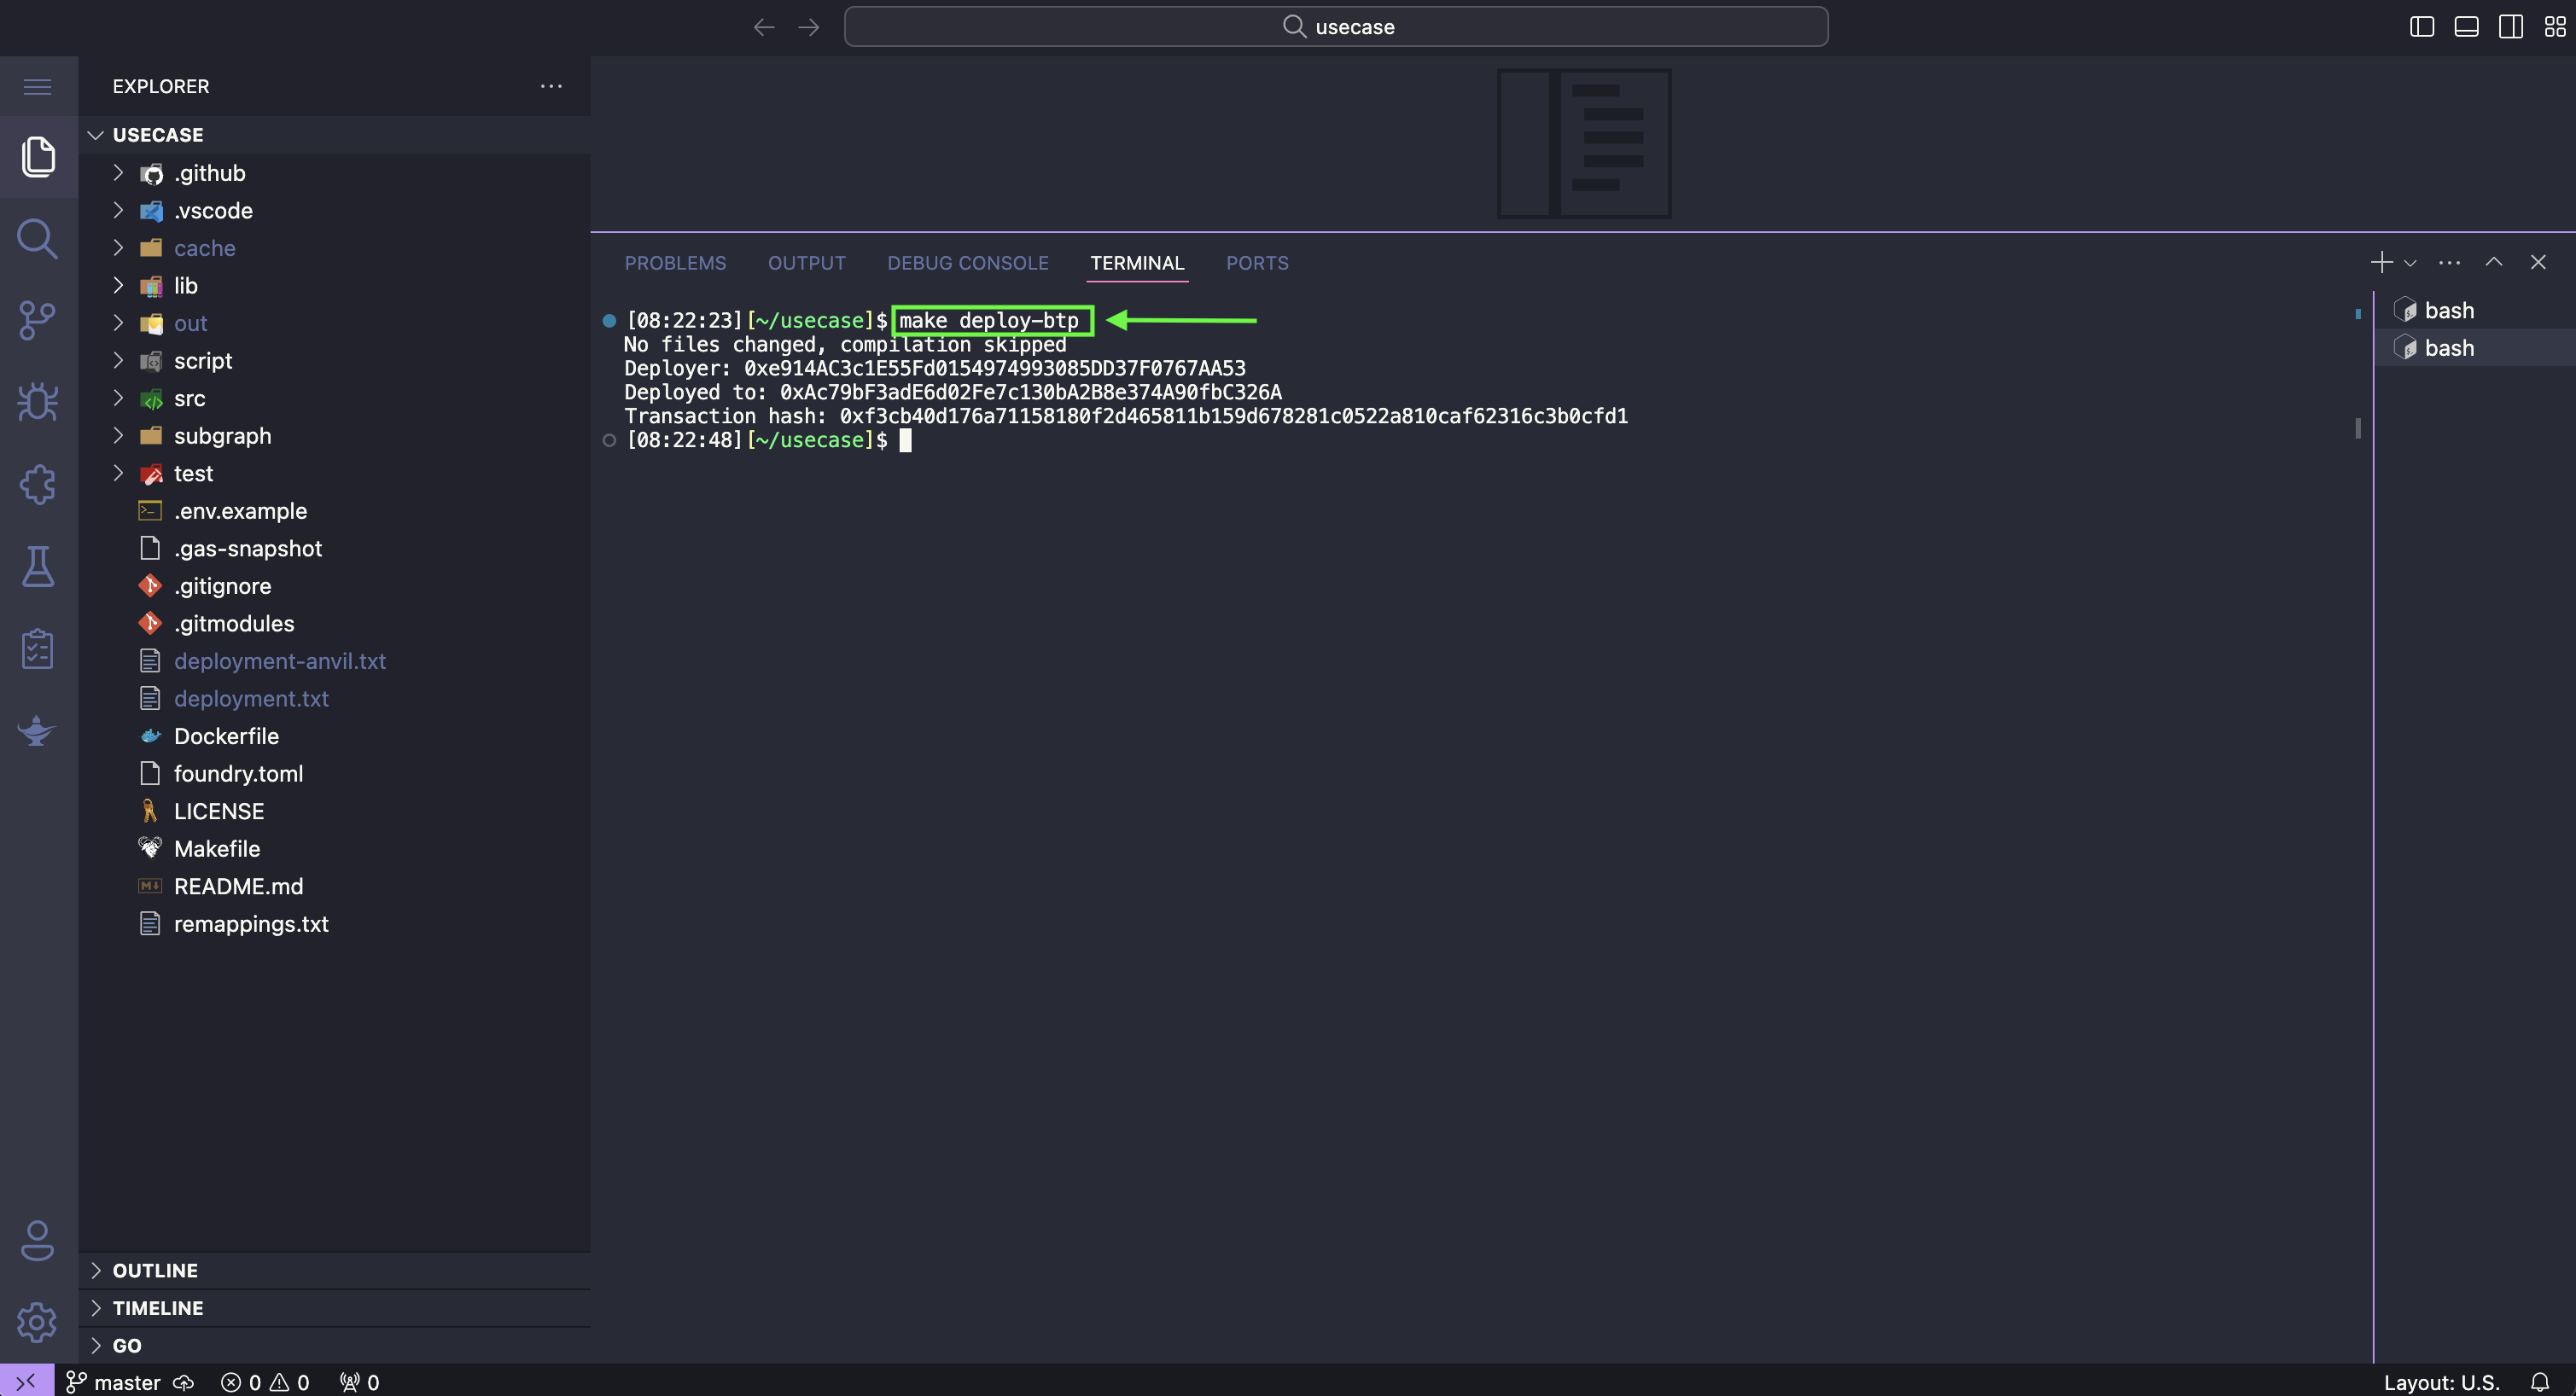 usecase
EXPLORER
USECASE
.github
.vscode
cache
lib
out
script
src
subgraph
test
.env.example
.gas-snapshot
.gitignore
.gitmodules
deployment-anvil.txt
deployment.txt
Dockerfile
foundry.toml
LICENSE
Makefile
README.md
remappings.txt
OUTLINE
TIMELINE
GO
PROBLEMS OUTPUT DEBUG CONSOLE TERMINAL PORTS
[08:22:23][~/usecase]$ make deploy-btp
No files changed, compilation skipped
Deployer: 0xe914AC3c1E55Fd0154974993085DD37F0767AA53
Deployed to: 0xAc79bF3adE6d02Fe7c130bA2B8e374A90fbC326A
Transaction hash: 0xf3cb40d176a71158180f2d465811b159d678281c0522a810caf62316c3b0cfd1
[08:22:48][~/usecase]$
bash
bash
master 0 0 0
Layout: U.S.